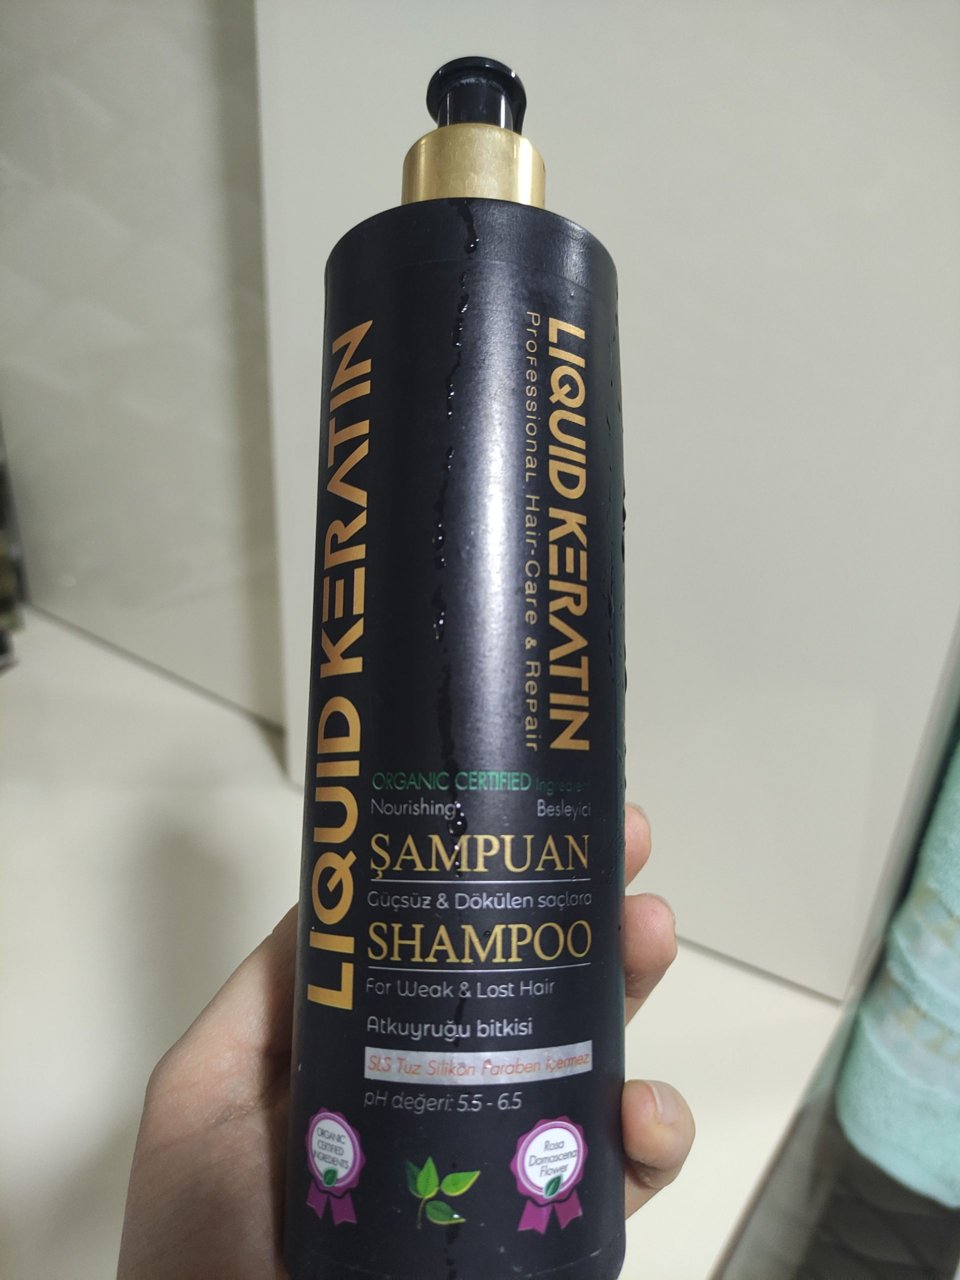 LIQUID KERATIN
LIQUID KERATIN
Professional Hair-Care & Repair
ORGANIC CERTIFIED Ingredient
Nourishing Besleyici
ŞAMPUAN
Güçsüz & Dökülen saçlara
SHAMPOO
For Weak & Lost Hair
Atkuyruğu bitkisi
SLS Tuz Silikon Paraben İçermez
pH değeri: 5.5 - 6.5
ORGANIC
CERTIFIED
INGREDIENTS
Rosa
Damascena
Flower